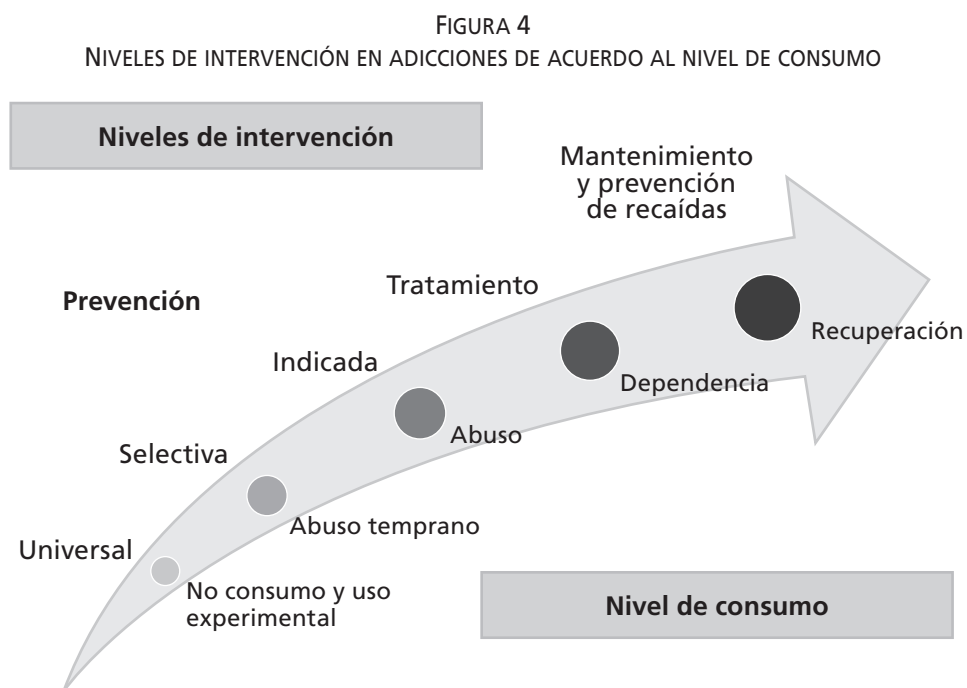 FIGURA 4
NIVELES DE INTERVENCIÓN EN ADICCIONES DE ACUERDO AL NIVEL DE CONSUMO
Niveles de intervención
Mantenimiento
y prevención
de recaídas
Tratamiento
Prevención
Recuperación
Indicada
Dependencia
Abuso
Selectiva
Abuso temprano
Universal
No consumo y uso
experimental
Nivel de consumo